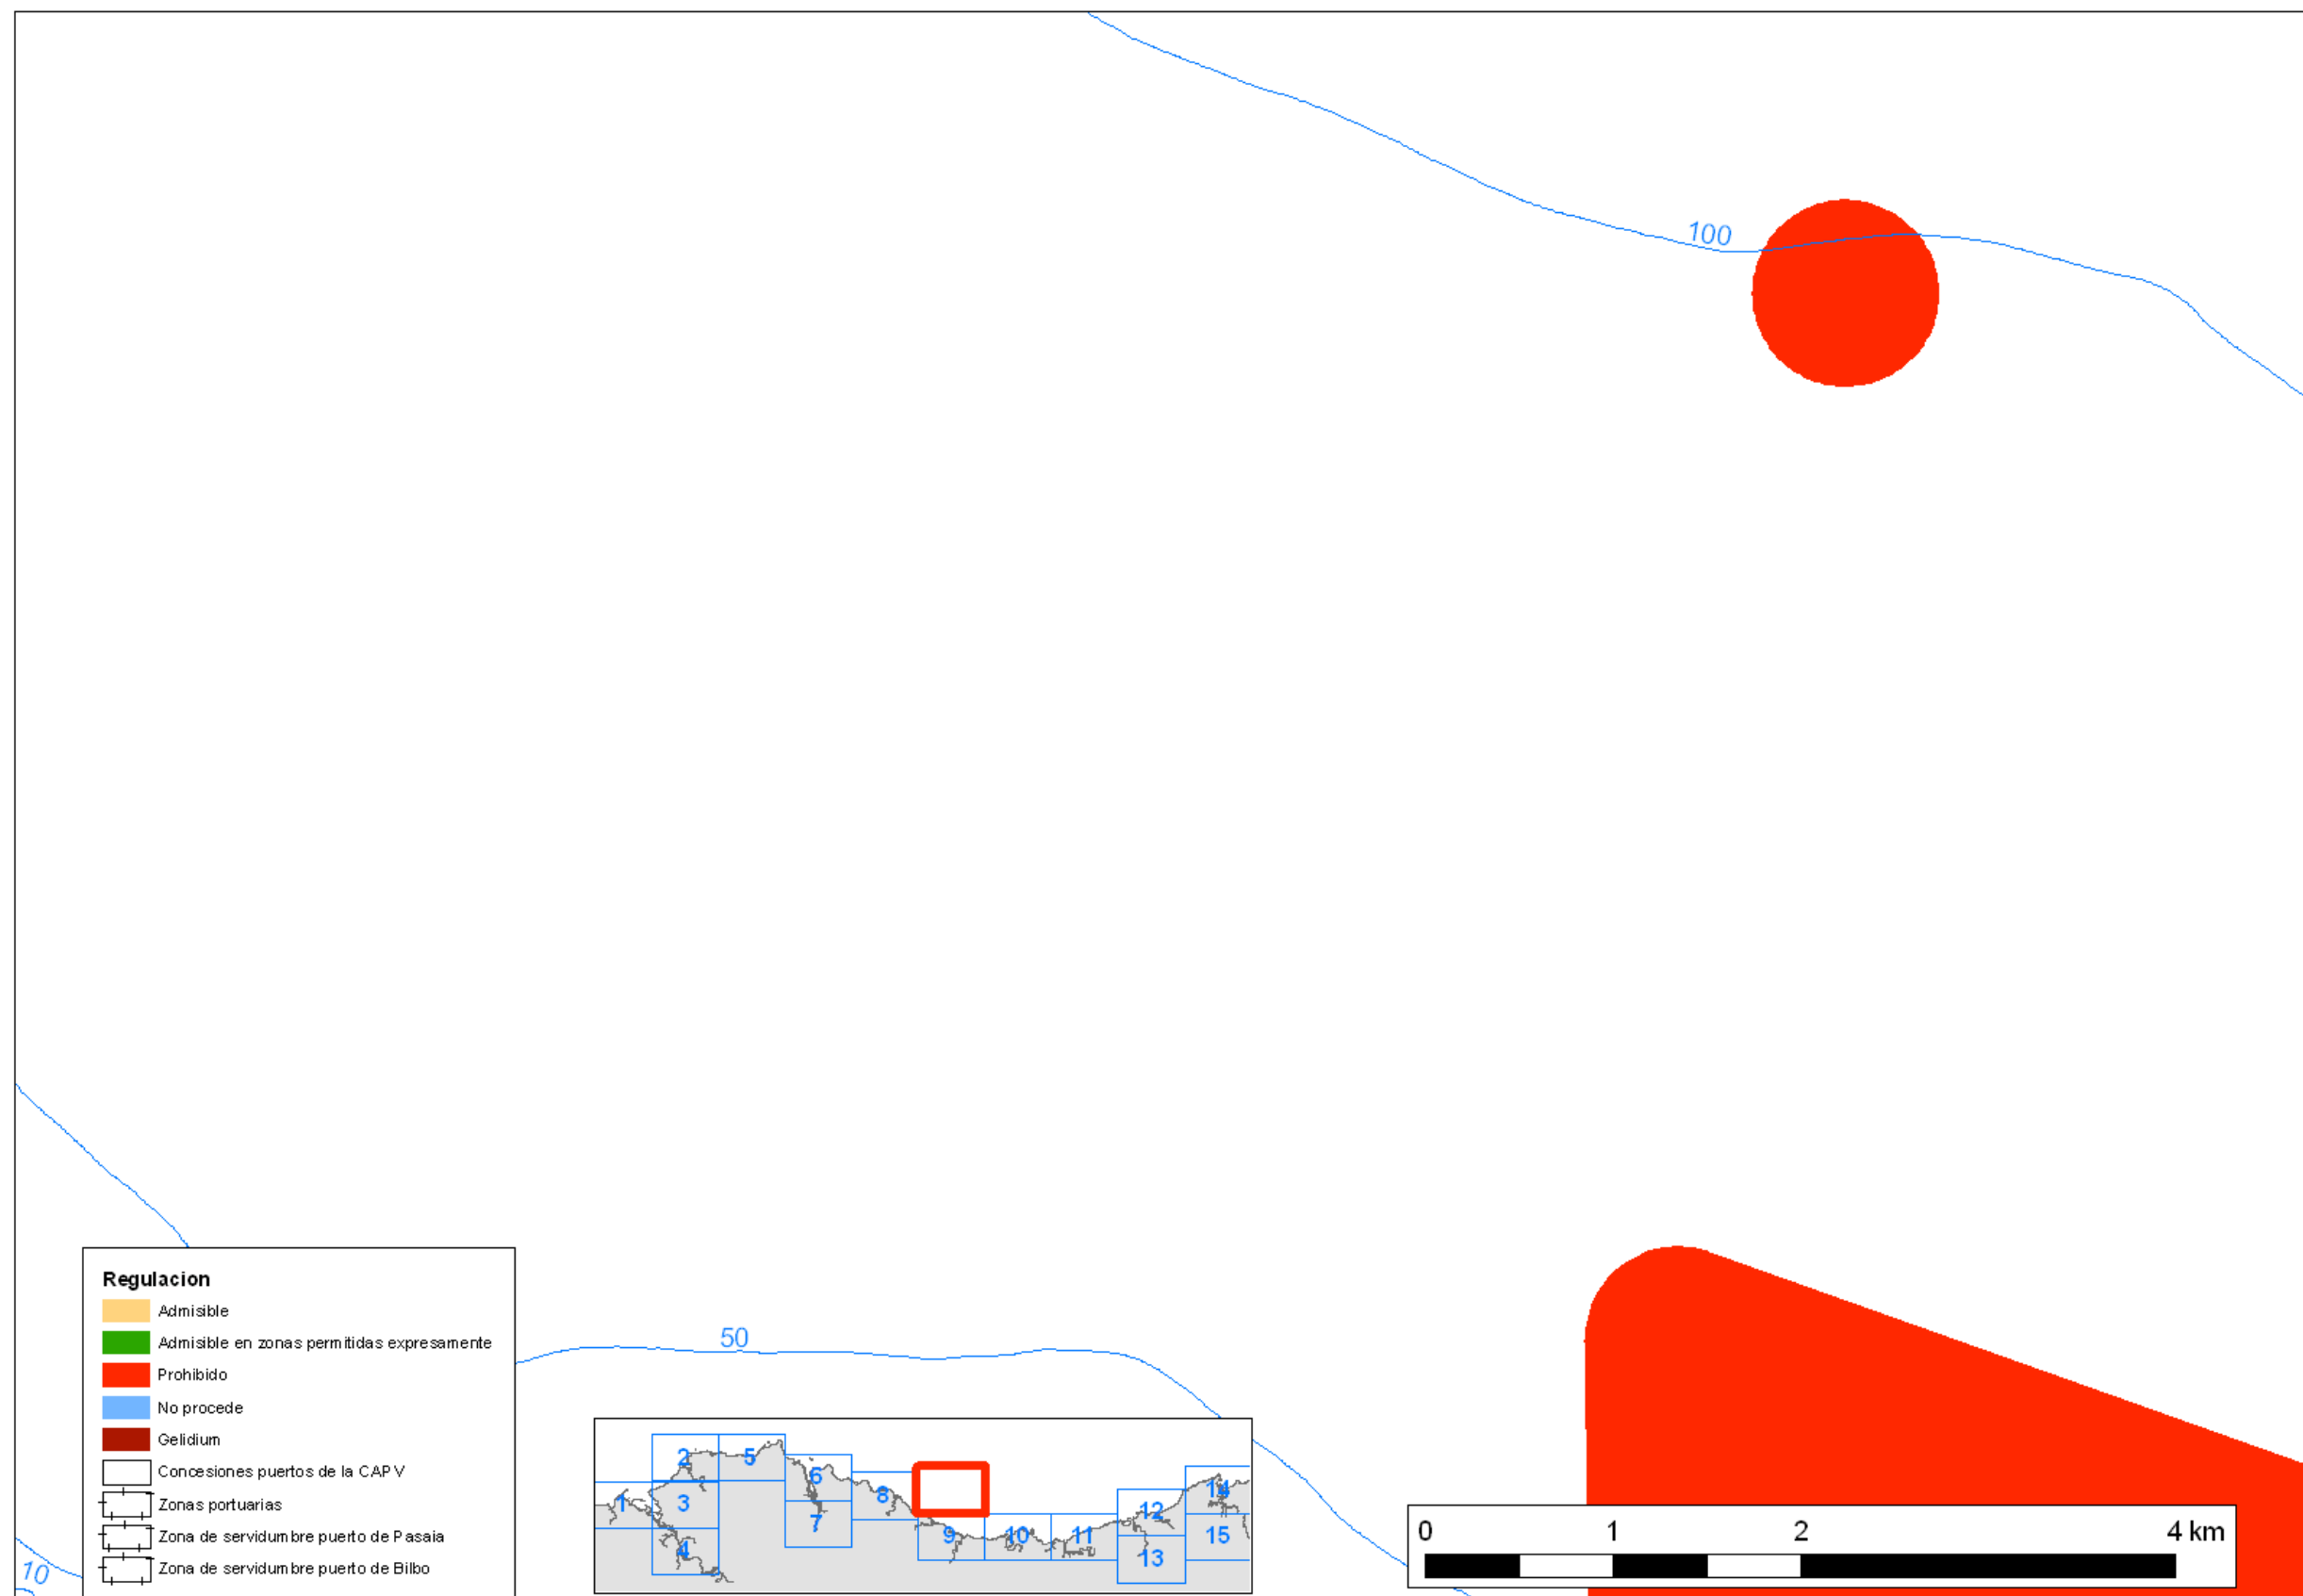 100
50
10
Regulacion
Admisible
Admisible en zonas permitidas expresamente
Prohibido
No procede
Gelidium
Concesiones puertos de la CAPV
Zonas portuarias
Zona de servidumbre puerto de Pasaia
Zona de servidumbre puerto de Bilbo
1
2
3
4
5
6
7
8
9
10
11
12
13
14
15
0 1 2 4 km